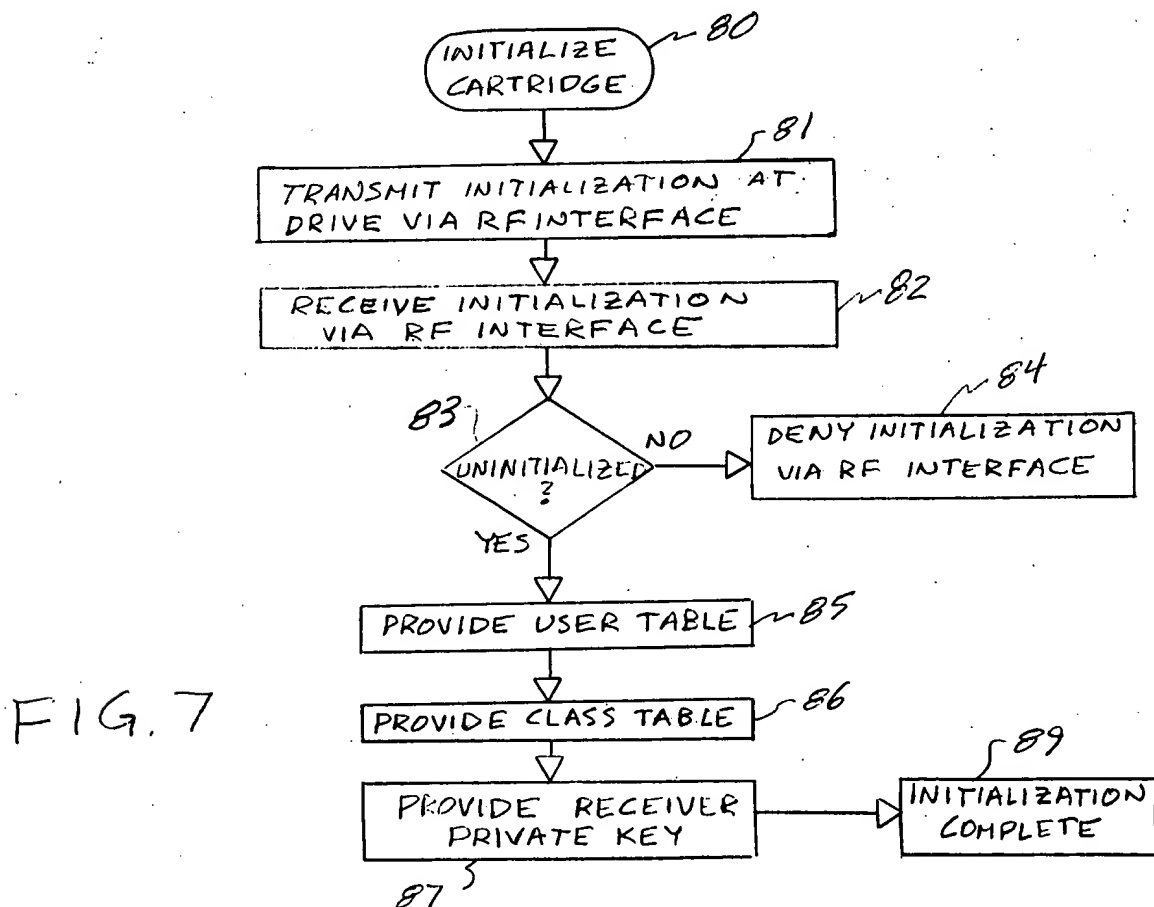 INITIALIZE
CARTRIDGE
80
81
TRANSMIT INITIALIZATION AT
DRIVE VIA RF INTERFACE
RECEIVE INITIALIZATION
VIA RF INTERFACE
82
83
UNINITIALIZED
?
NO
YES
84
DENY INITIALIZATION
VIA RF INTERFACE
PROVIDE USER TABLE
85
PROVIDE CLASS TABLE
86
PROVIDE RECEIVER
PRIVATE KEY
87
89
INITIALIZATION
COMPLETE
FIG. 7